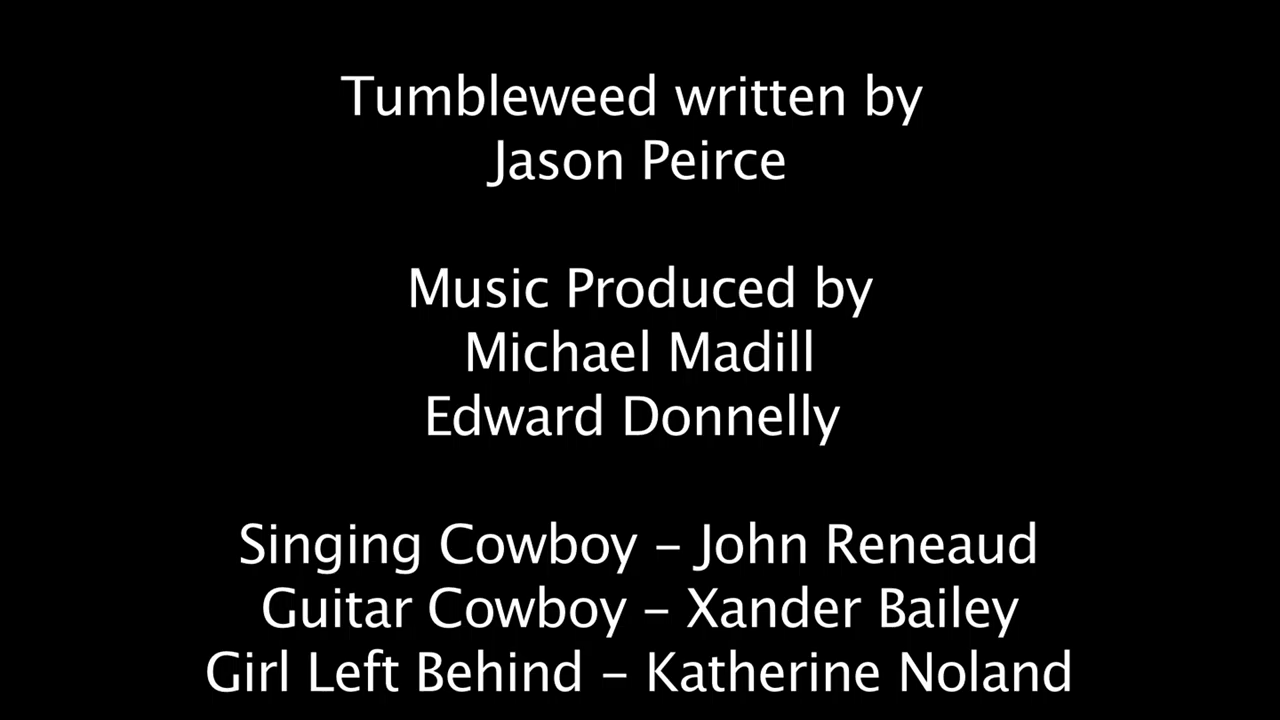 Tumbleweed written by
Jason Peirce
Music Produced by
Michael Madill
Edward Donnelly
Singing Cowboy – John Reneaud
Guitar Cowboy – Xander Bailey
Girl Left Behind – Katherine Noland